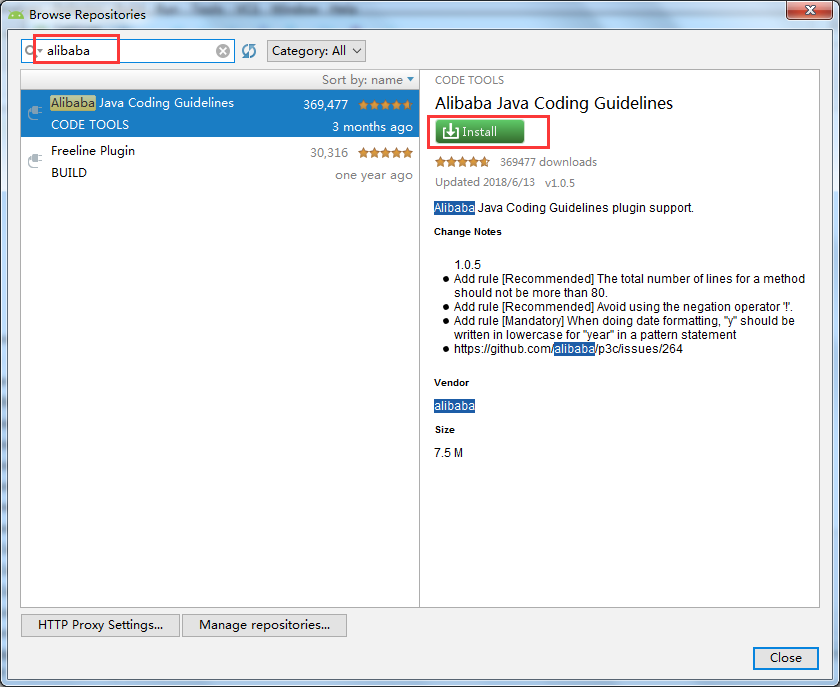 Browse Repositories
alibaba
Category: All
Sort by: name
Alibaba Java Coding Guidelines
369,477
CODE TOOLS
3 months ago
Freeline Plugin
30,316
BUILD
one year ago
CODE TOOLS
Alibaba Java Coding Guidelines
Install
369477 downloads
Updated 2018/6/13 v1.0.5
Alibaba Java Coding Guidelines plugin support.
Change Notes
1.0.5
● Add rule [Recommended] The total number of lines for a method
should not be more than 80.
● Add rule [Recommended] Avoid using the negation operator '!'.
● Add rule [Mandatory] When doing date formatting, "y" should be
written in lowercase for "year" in a pattern statement
● https://github.com/alibaba/p3c/issues/264
Vendor
alibaba
Size
7.5 M
HTTP Proxy Settings...
Manage repositories...
Close